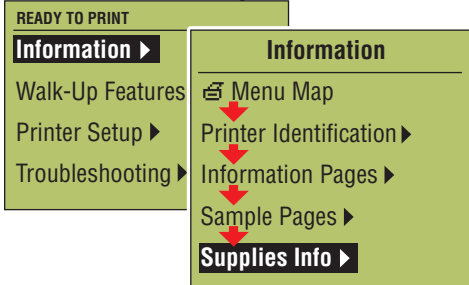 READY TO PRINT
Information
Walk-Up Features
Printer Setup
Troubleshooting
Information
Menu Map
Printer Identification
Information Pages
Sample Pages
Supplies Info